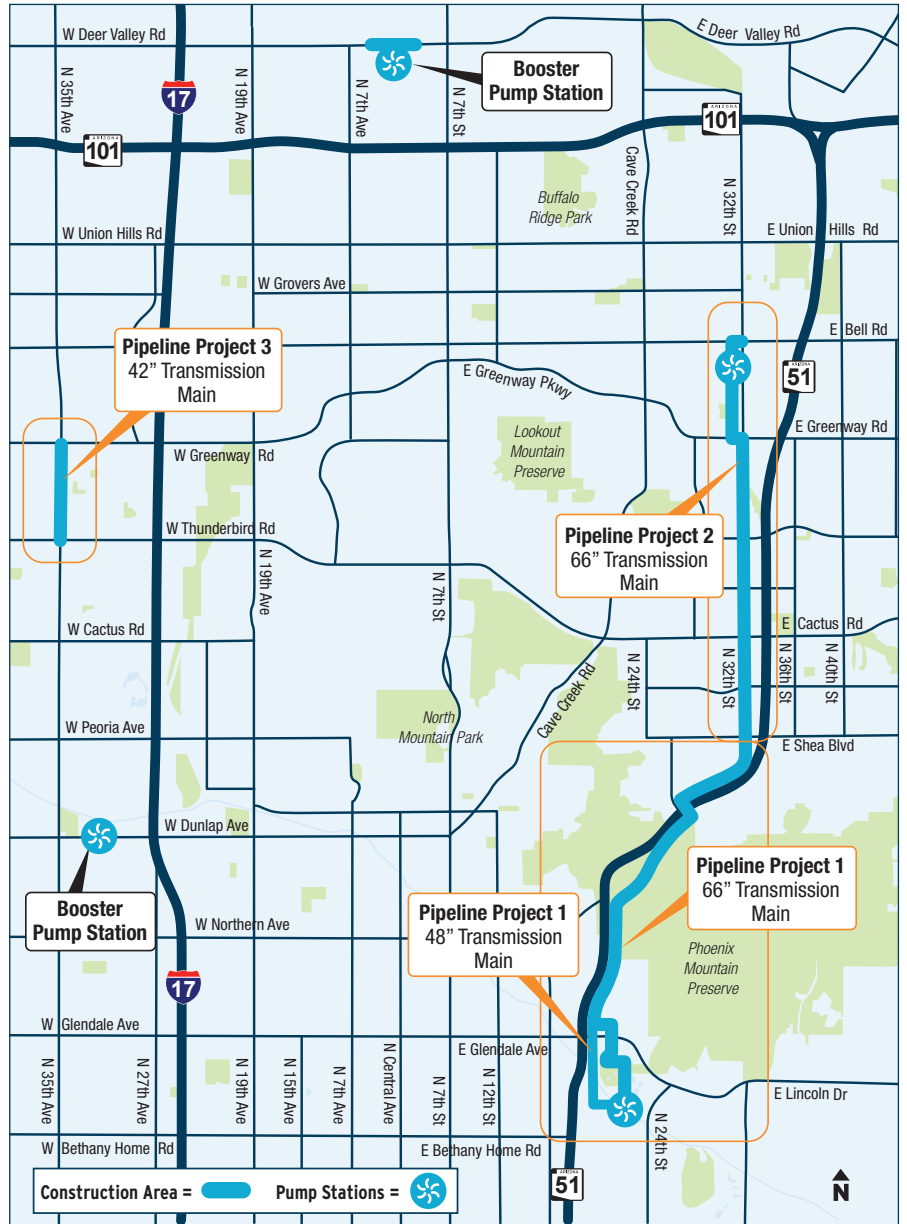 W Deer Valley Rd
E Deer Valley Rd
N 35th Ave
17
N 19th Ave
N 7th Ave
Booster
Pump Station
N 7th St
ARIZONA
101
ARIZONA
101
Cave Creek Rd
N 32th St
Buffalo
Ridge Park
W Union Hills Rd
E Union Hills Rd
W Grovers Ave
E Bell Rd
Pipeline Project 3
42” Transmission
Main
E Greenway Pkwy
ARIZONA
51
W Greenway Rd
E Greenway Rd
Lookout
Mountain
Preserve
Pipeline Project 2
66” Transmission
Main
W Thunderbird Rd
N 19th Ave
N 7th St
W Cactus Rd
E Cactus Rd
N 24th St
N 32th St
N 36th St
N 40th St
Cave Creek Rd
North
Mountain Park
W Peoria Ave
E Shea Blvd
W Dunlap Ave
Booster
Pump Station
Pipeline Project 1
66” Transmission
Main
Pipeline Project 1
48” Transmission
Main
W Northern Ave
Phoenix
Mountain
Preserve
17
W Glendale Ave
E Glendale Ave
N 35th Ave
N 27th Ave
N 19th Ave
N 15th Ave
N 7th Ave
N Central Ave
N 7th St
N 12th St
E Lincoln Dr
N 24th St
W Bethany Home Rd
E Bethany Home Rd
ARIZONA
51
Construction Area =
Pump Stations =
N